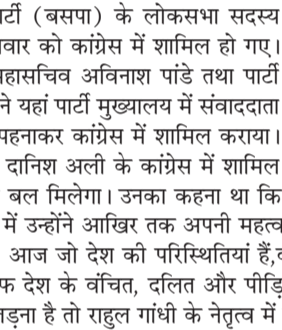 र्टी (बसपा) के लोकसभा सदस्य
वार को कांग्रेस में शामिल हो गए।
हासचिव अविनाश पांडे तथा पार्टी
ने यहां पार्टी मुख्यालय में संवाददाता
पहनाकर कांग्रेस में शामिल कराया।
दानिश अली के कांग्रेस में शामिल
बल मिलेगा। उनका कहना था कि
में उन्होंने आखिर तक अपनी महत्व
आज जो देश की परिस्थितियां हैं,
फ देश के वंचित, दलित और पीड़ि
ड़ना है तो राहुल गांधी के नेतृत्व में